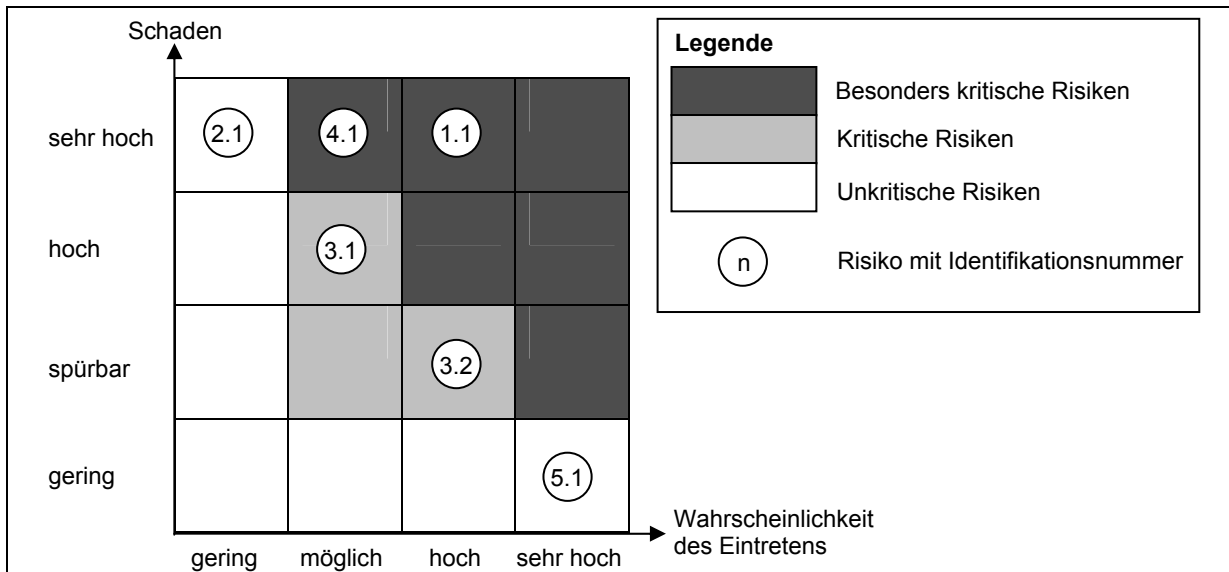 Schaden
Legende
Besonders kritische Risiken
sehr hoch
2.1
4.1
1.1
Kritische Risiken
Unkritische Risiken
hoch
3.1
n
Risiko mit Identifikationsnummer
spürbar
3.2
gering
5.1
Wahrscheinlichkeit
des Eintretens
gering
möglich
hoch
sehr hoch